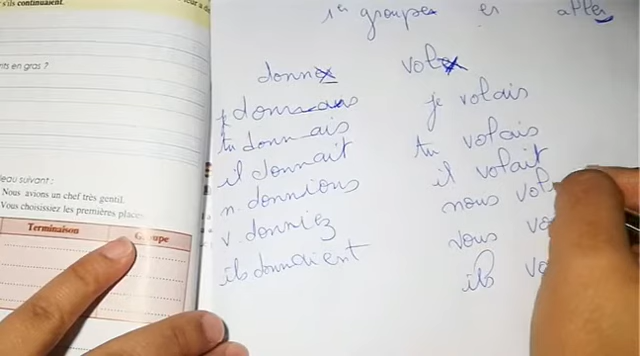 s'ils continuaient.
nts en gras ?
eau suivant :
Nous avions un chef très gentil.
Vous choisissiez les premières places
Terminaison Groupe
1er groupe er aller
donner voler
je donnais je volais
tu donnais tu volais
il donnait il volait
n. donnions nous vol
v. donniez vous vo
ils donnaient ils vo